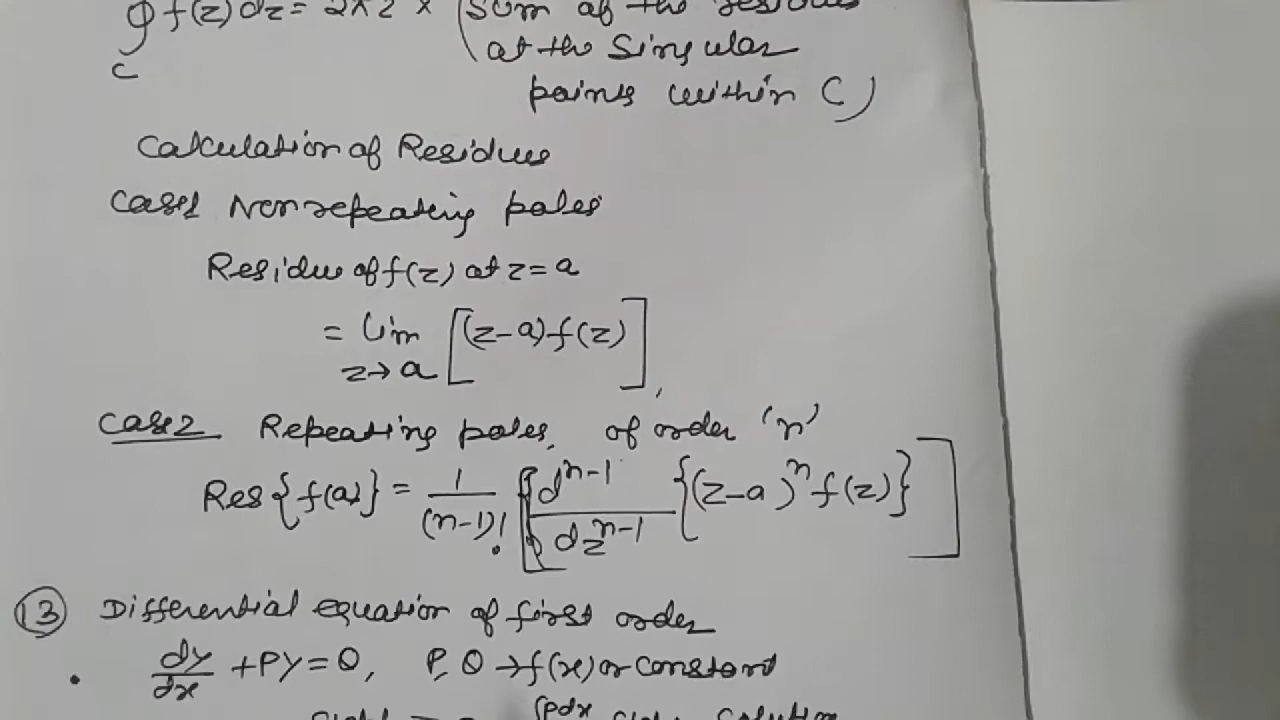 ∮ f(z) dz = 2πi × (Sum of the residues
C at the Singular
points within C)
Calculation of Residues
Case1 Nonrepeating poles
Residue of f(z) at z = a
= Lim [(z-a) f(z)]
z→a
Case2 Repeating poles, of order 'n'
Res{f(a)} = 1/(n-1)! [d^n-1/dz^n-1 {(z-a)^n f(z)}]
(13) Differential equation of first order
• dy/dx + Py = Q, P, Q → f(x) or constant
∫pdx solution